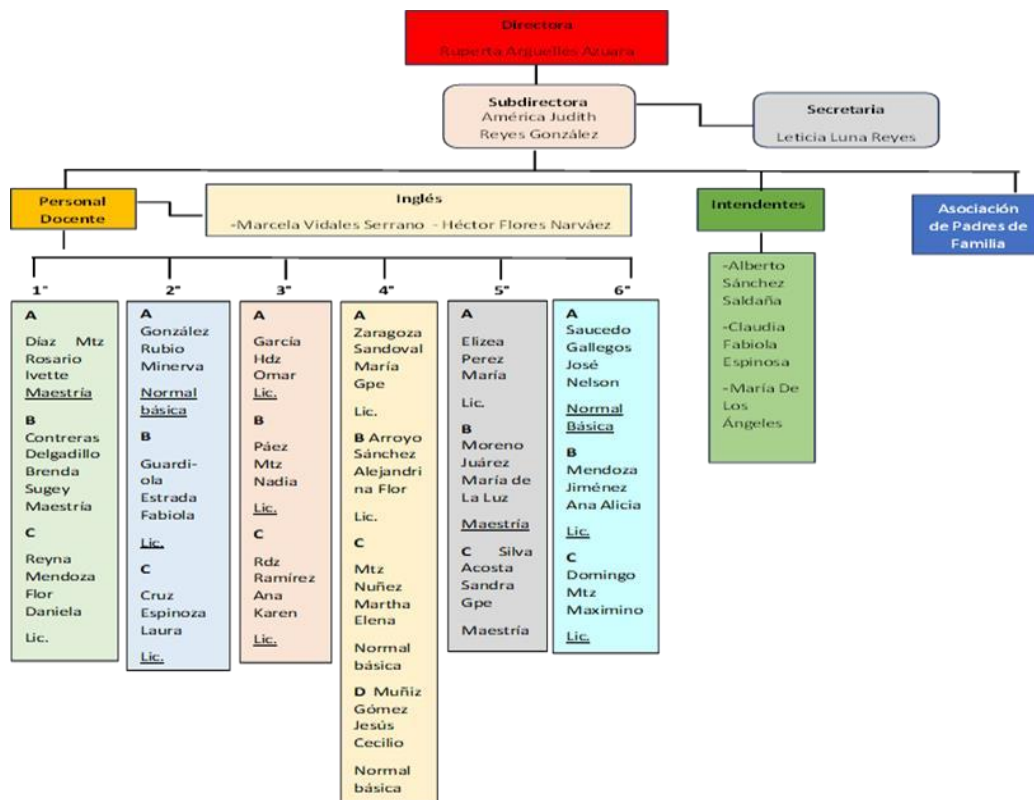 Directora
Ruperta Arguelles Azuara
Subdirectora
América Judith
Reyes González
Secretaria
Leticia Luna Reyes
Personal
Docente
Inglés
-Marcela Vidales Serrano - Héctor Flores Narváez
Intendentes
Asociación
de Padres de
Familia
-Alberto
Sánchez
Saldaña
-Claudia
Fabiola
Espinosa
-María De
Los
Ángeles
1°
A
Díaz Mtz
Rosario
Ivette
Maestría
B
Contreras
Delgadillo
Brenda
Sugey
Maestría
C
Reyna
Mendoza
Flor
Daniela
Lic.
2°
A
González
Rubio
Minerva
Normal
básica
B
Guardi-
ola
Estrada
Fabiola
Lic.
C
Cruz
Espinoza
Laura
Lic.
3°
A
García
Hdz
Omar
Lic.
B
Páez
Mtz
Nadia
Lic.
C
Rdz
Ramírez
Ana
Karen
Lic.
4°
A
Zaragoza
Sandoval
María
Gpe
Lic.
B Arroyo
Sánchez
Alejandri
na Flor
Lic.
C
Mtz
Nuñez
Martha
Elena
Normal
básica
D Muñiz
Gómez
Jesús
Cecilio
Normal
básica
5°
A
Elizea
Perez
María
Lic.
B
Moreno
Juárez
María de
La Luz
Maestría
C Silva
Acosta
Sandra
Gpe
Maestría
6°
A
Saucedo
Gallegos
José
Nelson
Normal
Básica
B
Mendoza
Jiménez
Ana Alicia
Lic.
C
Domingo
Mtz
Maximino
Lic.